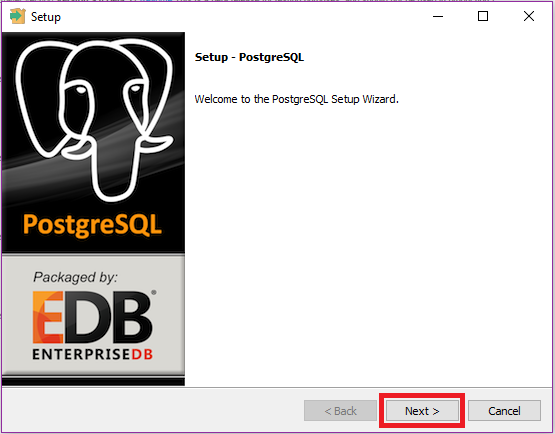 Setup
Setup - PostgreSQL
Welcome to the PostgreSQL Setup Wizard.
PostgreSQL
Packaged by:
EDB
ENTERPRISEDB
< Back
Next >
Cancel